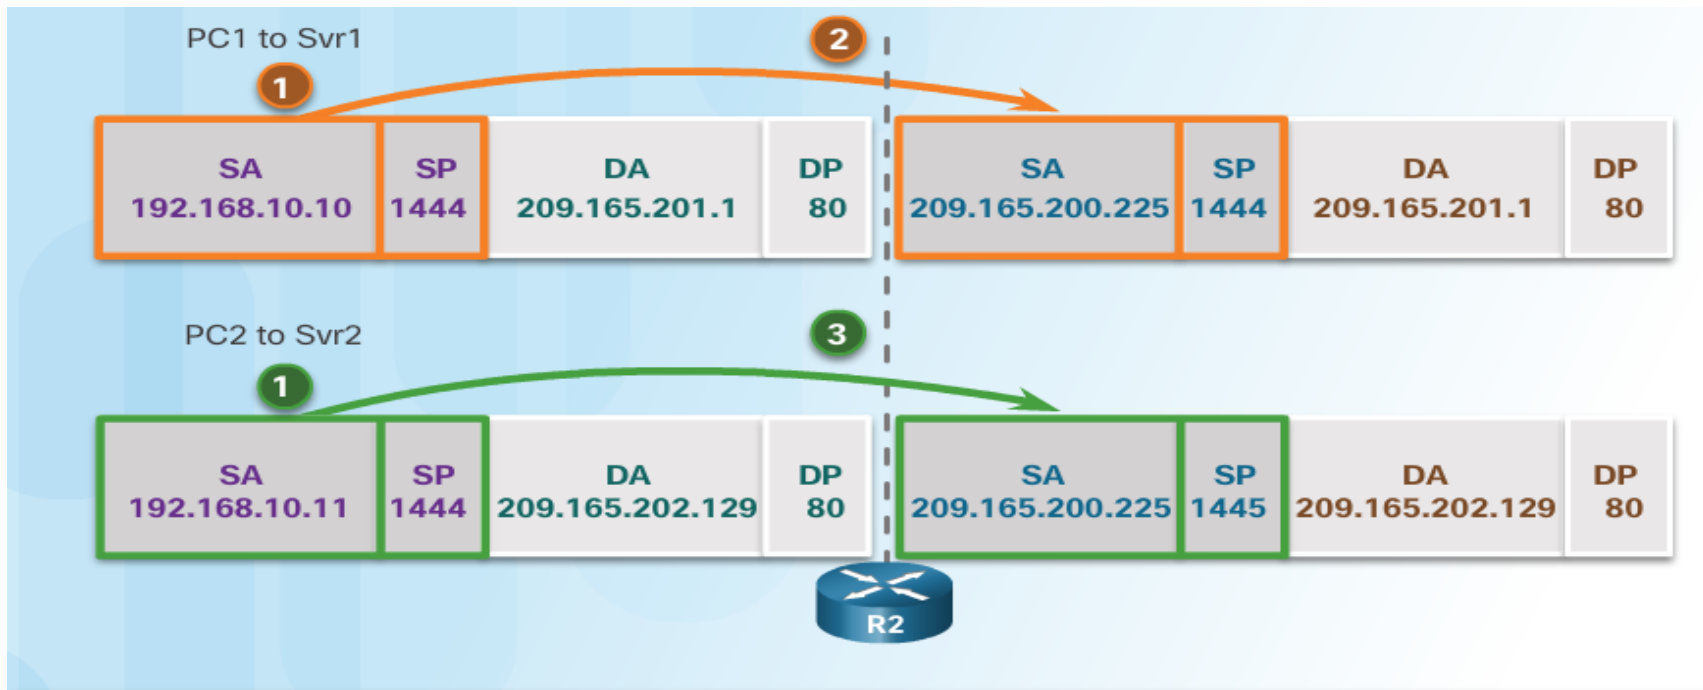 PC1 to Svr1
1
2
SA SP DA DP SA SP DA DP
192.168.10.10 1444 209.165.201.1 80 209.165.200.225 1444 209.165.201.1 80
PC2 to Svr2
1
3
SA SP DA DP SA SP DA DP
192.168.10.11 1444 209.165.202.129 80 209.165.200.225 1445 209.165.202.129 80
R2